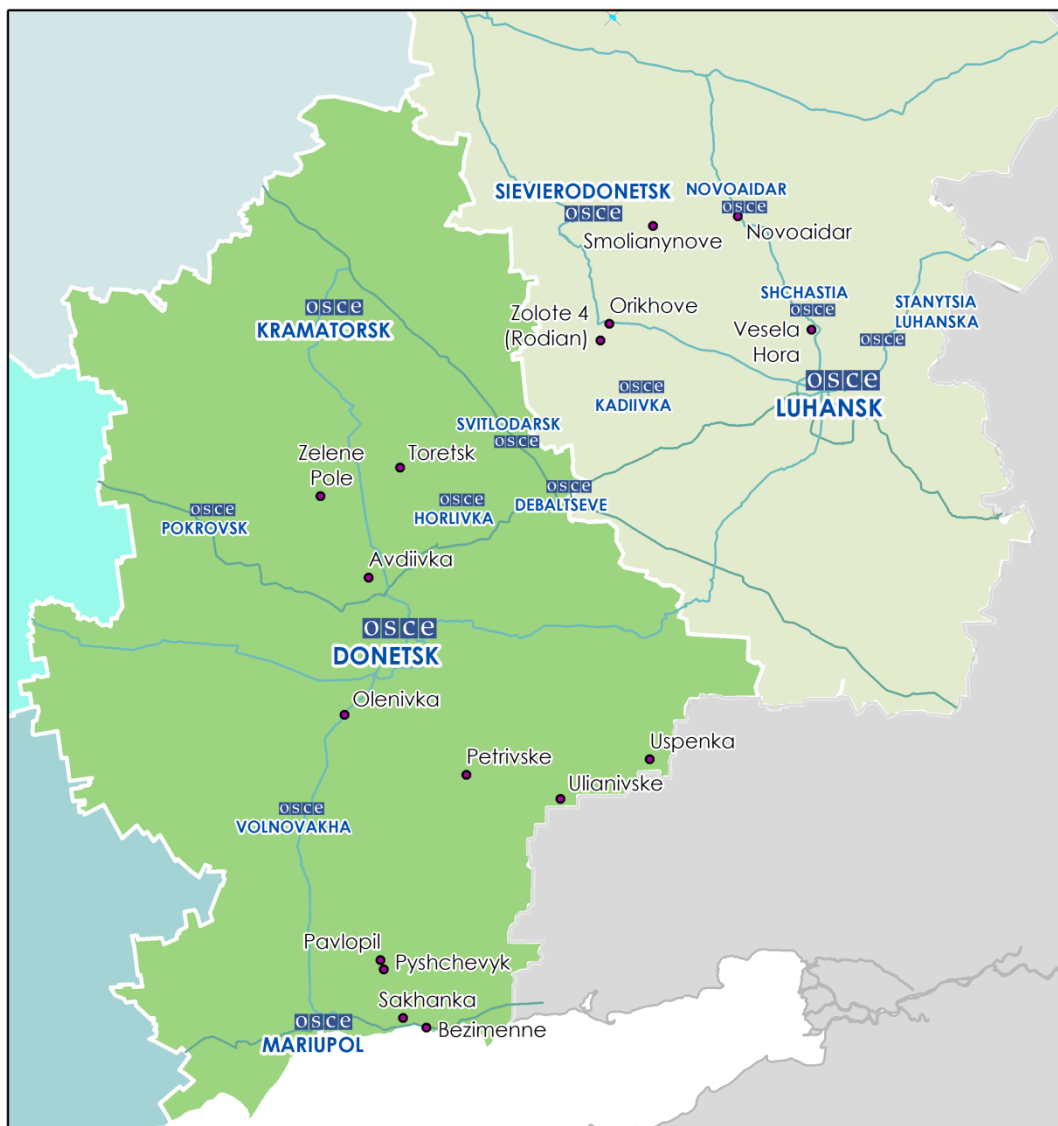 SIEVIERODONETSK
osce
Smolianynove
NOVOAIDAR
osce
Novoaidar
osce
KRAMATORSK
Zolote 4
(Rodian)
Orikhove
SHCHASTIA
osce
Vesela
Hora
STANYTSIA
LUHANSKA
osce
osce
LUHANSK
osce
KADIIVKA
SVITLODARSK
osce
Zelene
Pole
Toretsk
osce
POKROVSK
osce
HORLIVKA
osce
DEBALTSEVE
Avdiivka
osce
DONETSK
Olenivka
Petrivske
Uspenka
Ulianivske
osce
VOLNOVAKHA
Pavlopil
Pyshchevyk
Sakhanka
Bezimenne
osce
MARIUPOL